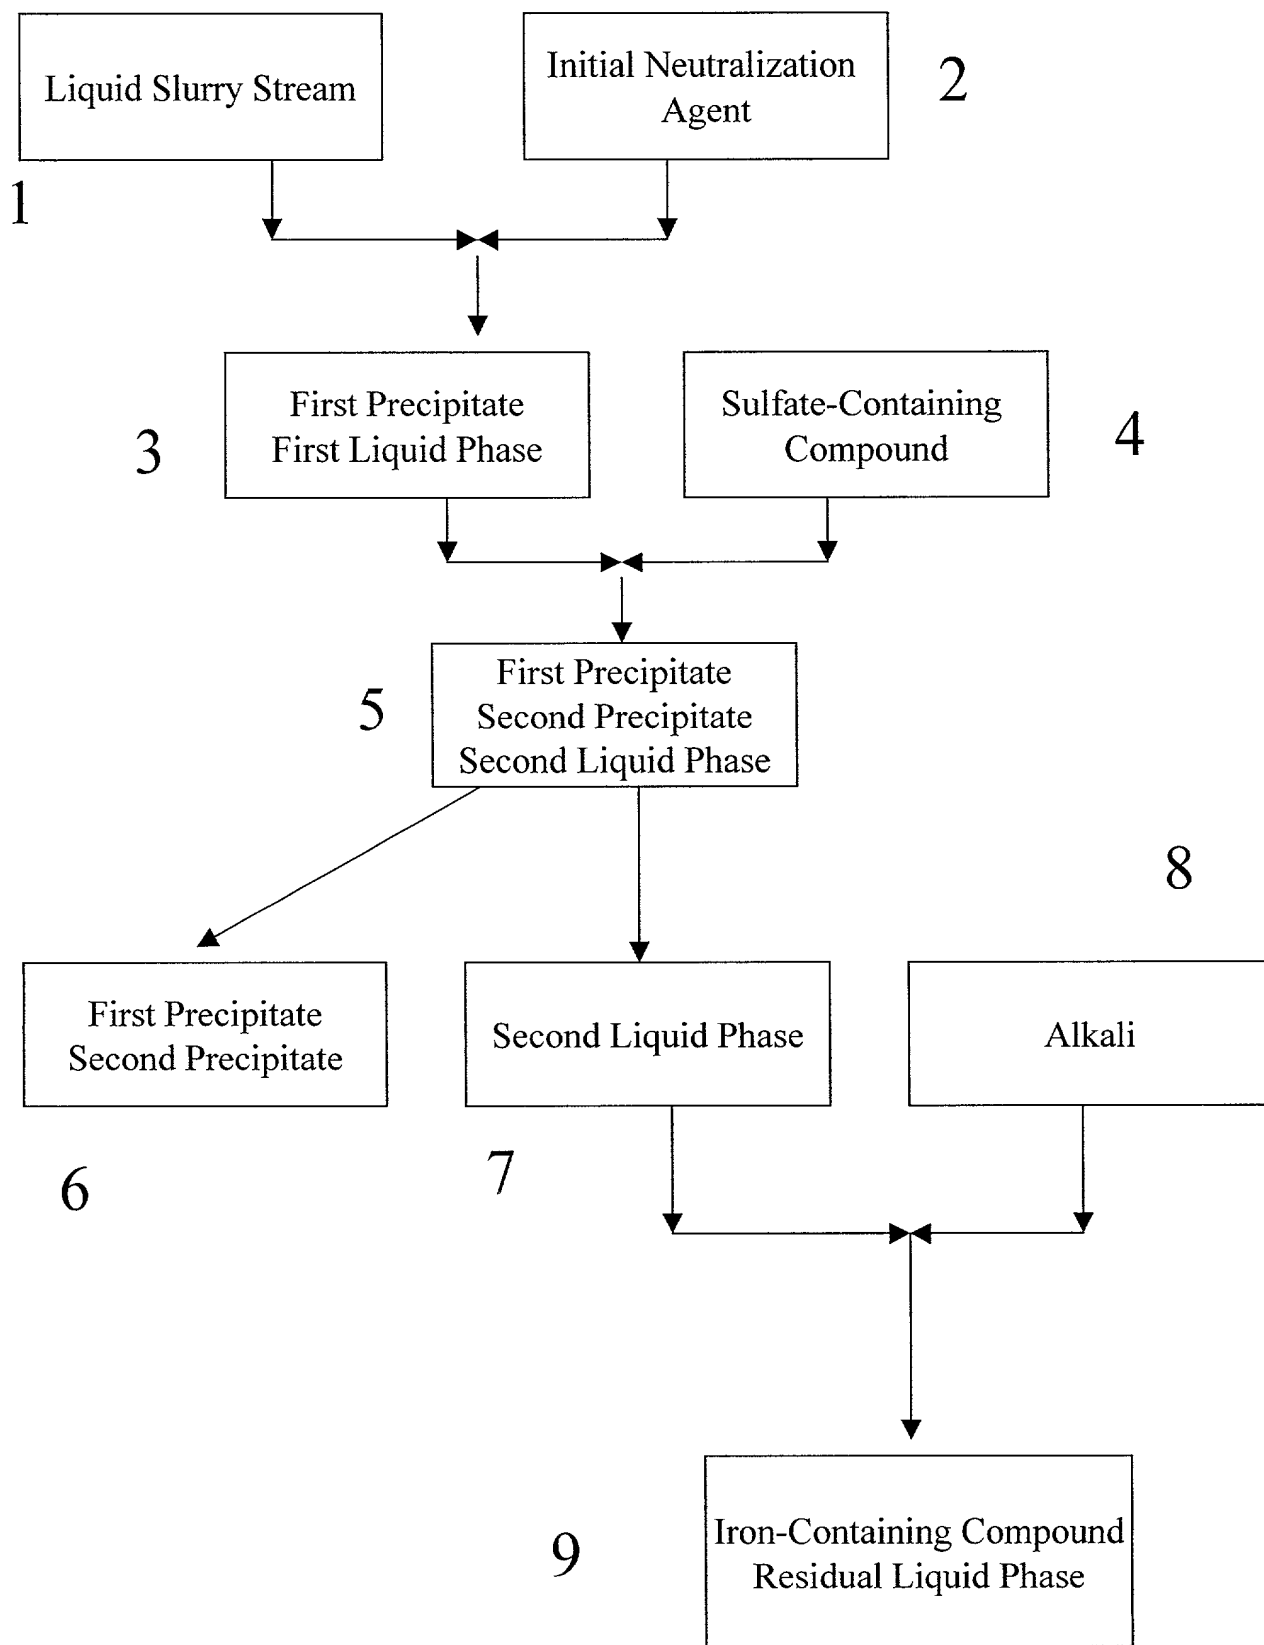 Liquid Slurry Stream
Initial Neutralization
Agent
2
1
First Precipitate
First Liquid Phase
3
Sulfate-Containing
Compound
4
First Precipitate
Second Precipitate
Second Liquid Phase
5
8
First Precipitate
Second Precipitate
Second Liquid Phase
Alkali
6
7
Iron-Containing Compound
Residual Liquid Phase
9